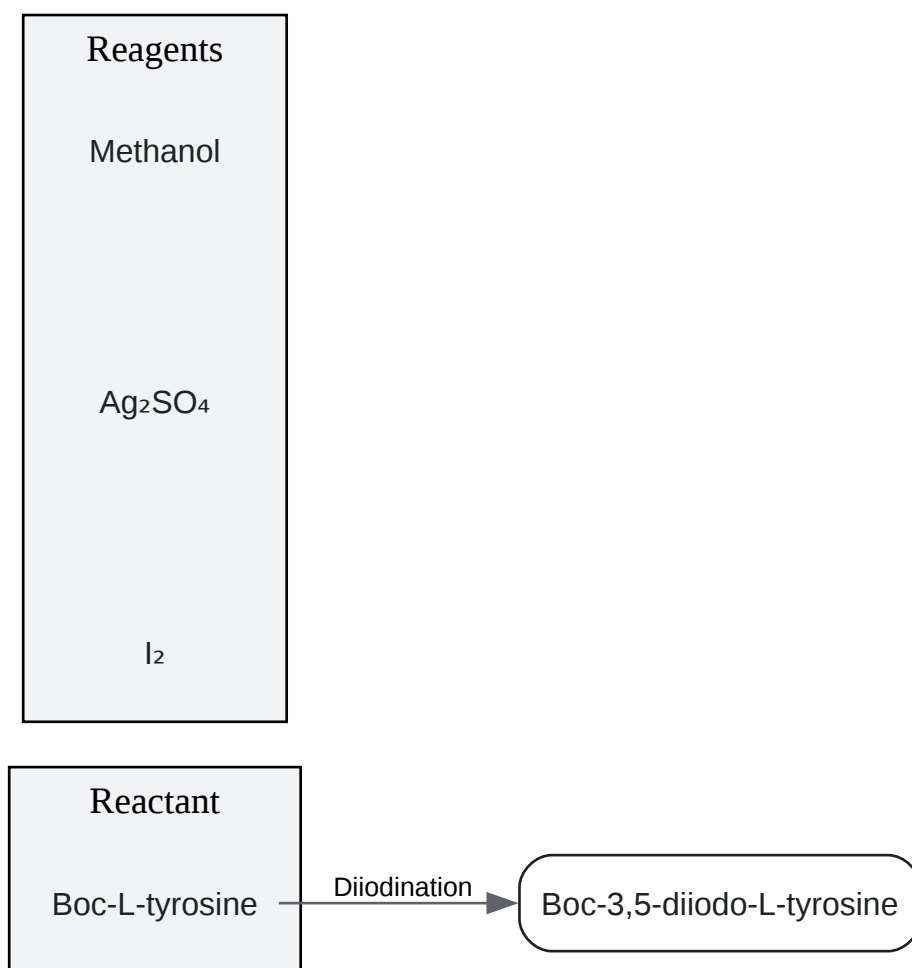 Reagents
Methanol
Ag₂SO₄
I₂
Reactant
Boc-L-tyrosine
Diiodination
Boc-3,5-diiodo-L-tyrosine